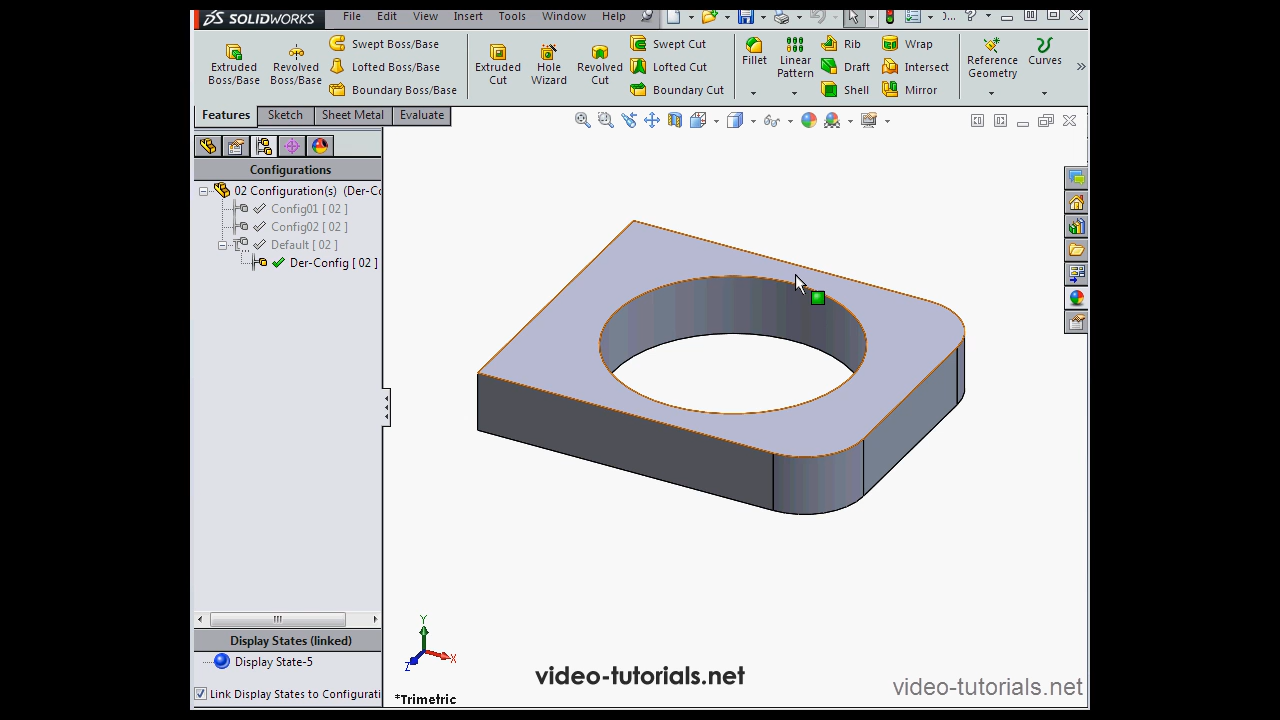 SOLIDWORKS File Edit View Insert Tools Window Help )... ?
Extruded Boss/Base
Revolved Boss/Base
Swept Boss/Base
Lofted Boss/Base
Boundary Boss/Base
Extruded Cut
Hole Wizard
Revolved Cut
Swept Cut
Lofted Cut
Boundary Cut
Fillet
Linear Pattern
Rib
Draft
Shell
Wrap
Intersect
Mirror
Reference Geometry
Curves
»
Features Sketch Sheet Metal Evaluate
Configurations
02 Configuration(s) (Der-Co
Config01 [ 02 ]
Config02 [ 02 ]
Default [ 02 ]
Der-Config [ 02 ]
Display States (linked)
Display State-5
Link Display States to Configurati
Y
X
Z
*Trimetric
video-tutorials.net
video-tutorials.net